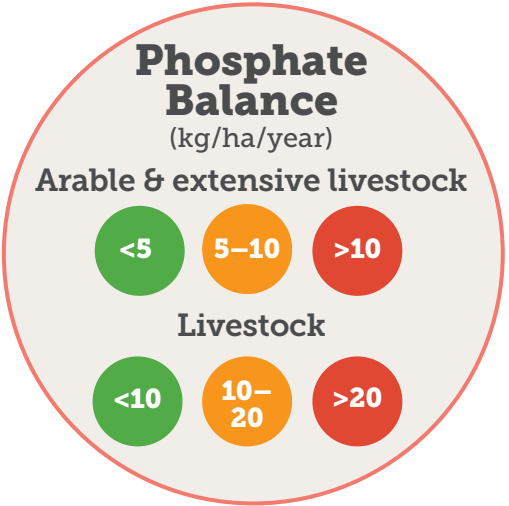 Phosphate
Balance
(kg/ha/year)
Arable & extensive livestock
<5 5–10 >10
Livestock
<10 10– >20
20